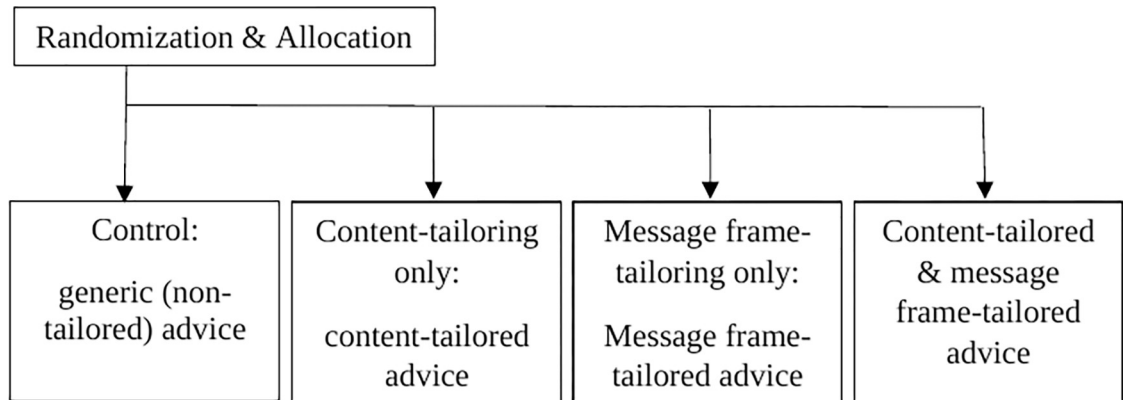 Randomization & Allocation
Control:
generic (non-
tailored) advice
Content-tailoring
only:
content-tailored
advice
Message frame-
tailoring only:
Message frame-
tailored advice
Content-tailored
& message
frame-tailored
advice